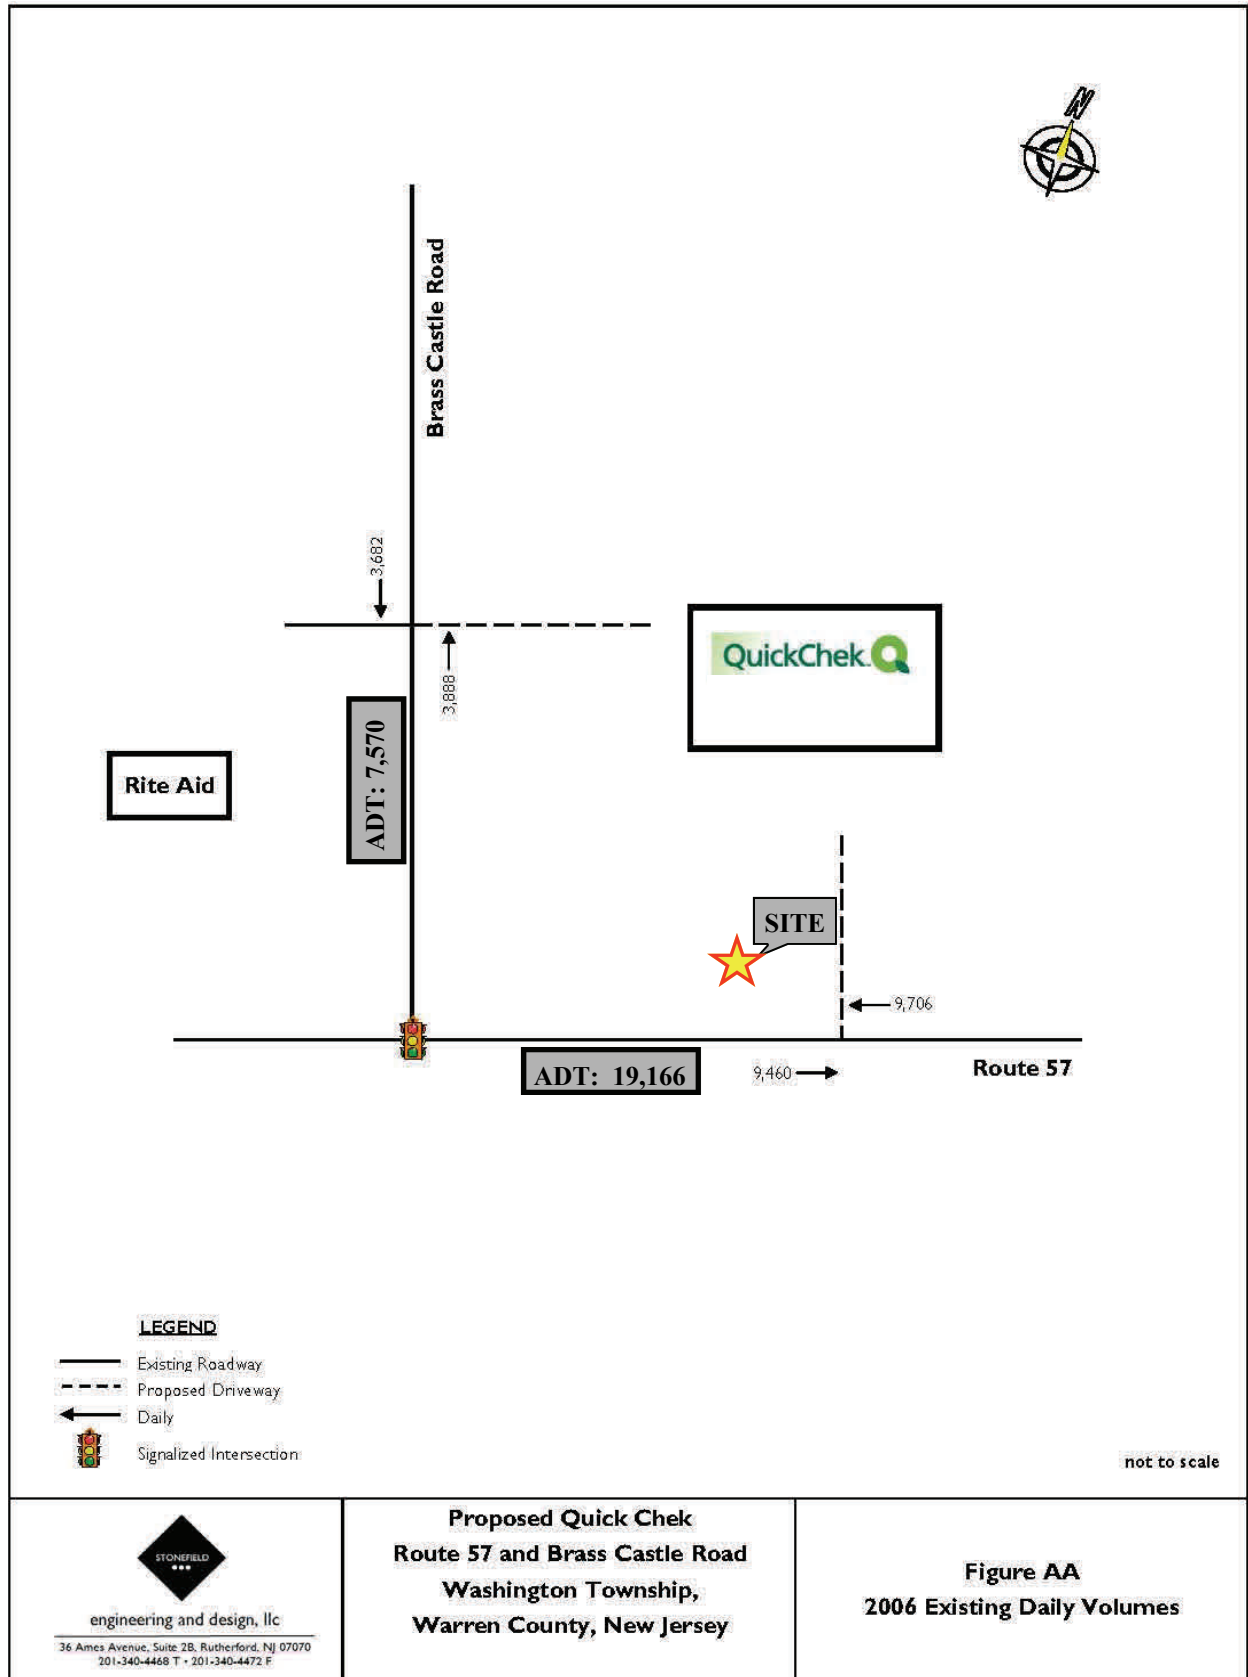 N
Brass Castle Road
3,682
3,888
QuickChek
ADT: 7,570
Rite Aid
SITE
9,706
ADT: 19,166
9,460
Route 57
LEGEND
Existing Roadway
Proposed Driveway
Daily
Signalized Intersection
not to scale
STONEFIELD
engineering and design, llc
36 Ames Avenue, Suite 2B, Rutherford, NJ 07070
201-340-4468 T • 201-340-4472 F
Proposed Quick Chek
Route 57 and Brass Castle Road
Washington Township,
Warren County, New Jersey
Figure AA
2006 Existing Daily Volumes